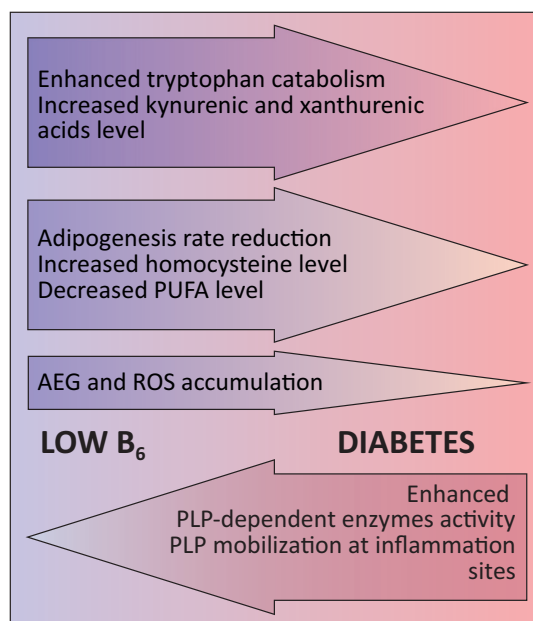 Enhanced tryptophan catabolism
Increased kynurenic and xanthurenic
acids level
Adipogenesis rate reduction
Increased homocysteine level
Decreased PUFA level
AEG and ROS accumulation
LOW B₆ DIABETES
Enhanced
PLP-dependent enzymes activity
PLP mobilization at inflammation
sites